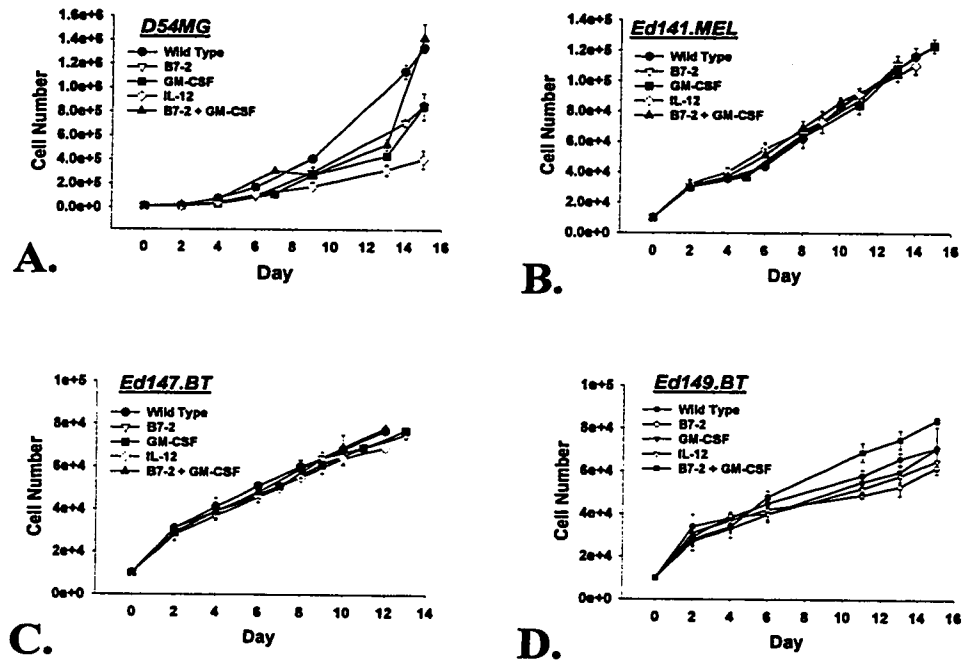 A.
D54MG
Wild Type
B7-2
GM-CSF
IL-12
B7-2 + GM-CSF
Cell Number
1.6e+6
1.4e+6
1.2e+6
1.0e+6
8.0e+5
6.0e+5
4.0e+5
2.0e+5
0.0e+0
0 2 4 6 8 10 12 14 16
Day
B.
Ed141.MEL
Wild Type
B7-2
GM-CSF
IL-12
B7-2 + GM-CSF
Cell Number
1.2e+5
1.0e+5
8.0e+4
6.0e+4
4.0e+4
2.0e+4
0.0e+0
0 2 4 6 8 10 12 14 16
Day
C.
Ed147.BT
Wild Type
B7-2
GM-CSF
IL-12
B7-2 + GM-CSF
Cell Number
1e+5
8e+4
6e+4
4e+4
2e+4
0e+0
0 2 4 6 8 10 12 14
Day
D.
Ed149.BT
Wild Type
B7-2
GM-CSF
IL-12
B7-2 + GM-CSF
Cell Number
1e+5
8e+4
6e+4
4e+4
2e+4
0e+0
0 2 4 6 8 10 12 14 16
Day